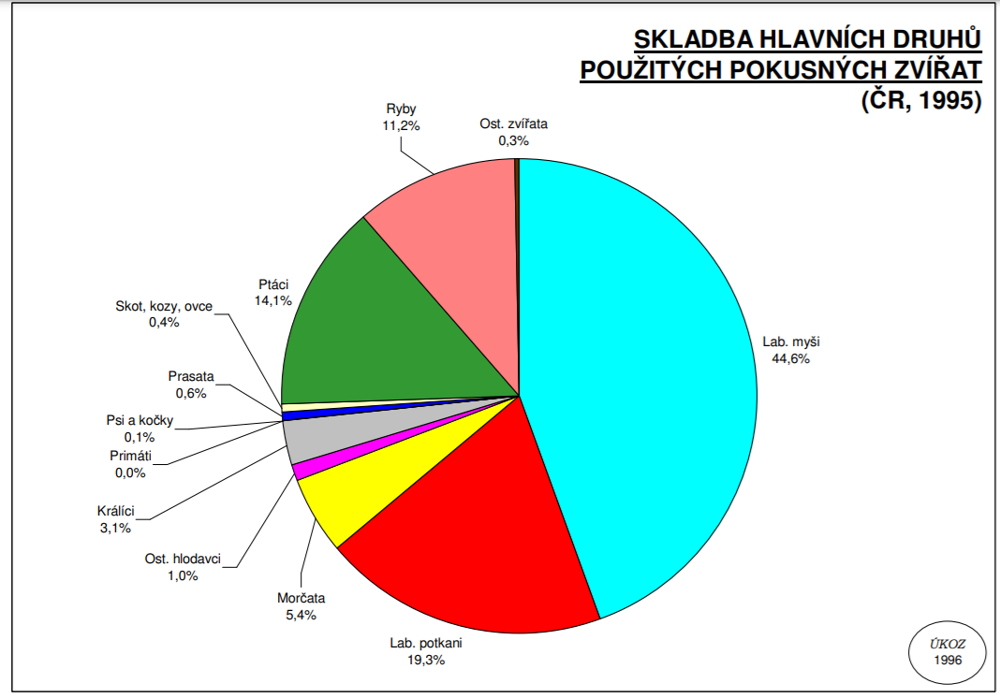 SKLADBA HLAVNÍCH DRUHŮ
POUŽITÝCH POKUSNÝCH ZVÍŘAT
(ČR, 1995)
Ryby
11,2%
Ost. zvířata
0,3%
Ptáci
14,1%
Skot, kozy, ovce
0,4%
Lab. myši
44,6%
Prasata
0,6%
Psi a kočky
0,1%
Primáti
0,0%
Králíci
3,1%
Ost. hlodavci
1,0%
Morčata
5,4%
Lab. potkani
19,3%
ÚKOZ
1996